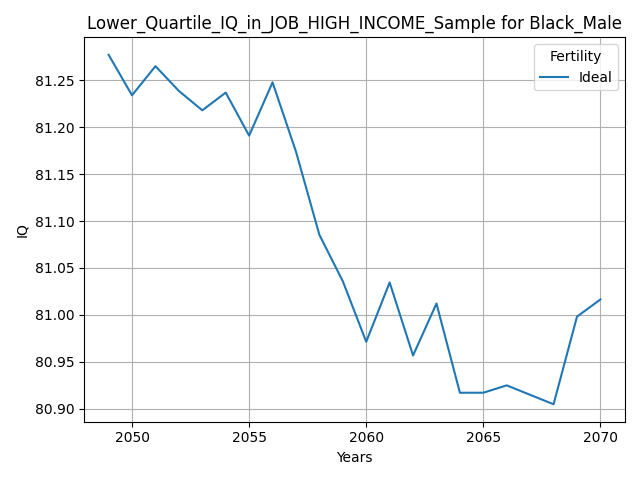 Lower_Quartile_IQ_in_JOB_HIGH_INCOME_Sample for Black_Male
Fertility
Ideal
81.25
81.20
81.15
81.10
81.05
81.00
80.95
80.90
IQ
2050 2055 2060 2065 2070
Years